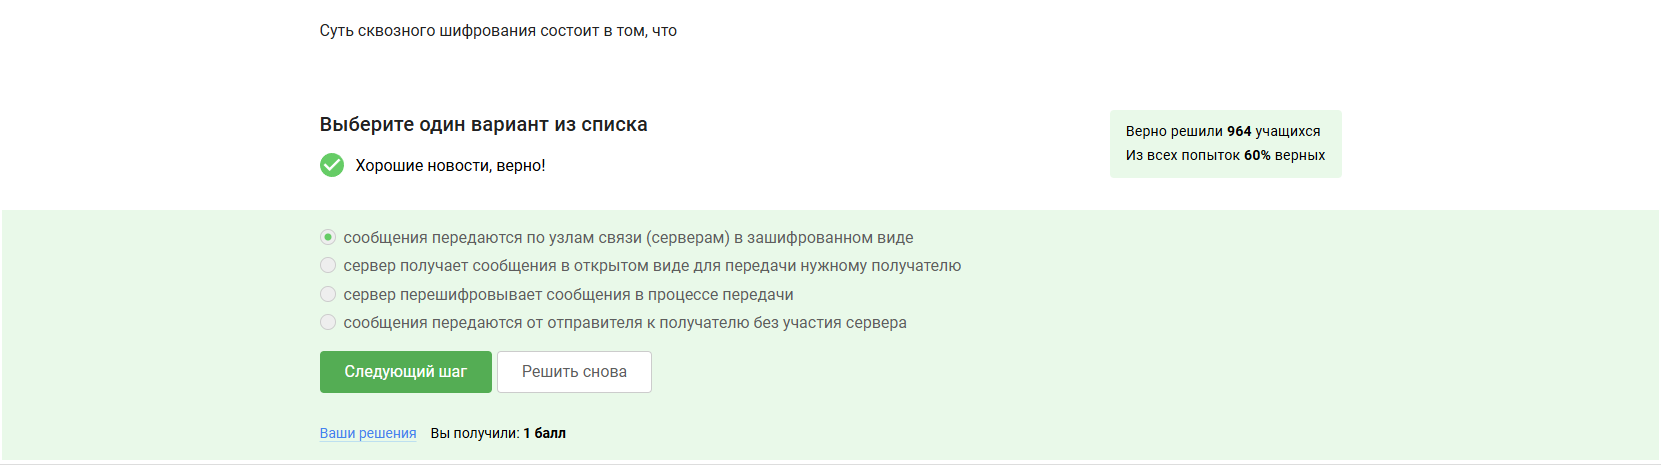 Суть сквозного шифрования состоит в том, что
Выберите один вариант из списка
Хорошие новости, верно!
Верно решили 964 учащихся
Из всех попыток 60% верных
сообщения передаются по узлам связи (серверам) в зашифрованном виде
сервер получает сообщения в открытом виде для передачи нужному получателю
сервер перешифровывает сообщения в процессе передачи
сообщения передаются от отправителя к получателю без участия сервера
Следующий шаг
Решить снова
Ваши решения Вы получили: 1 балл